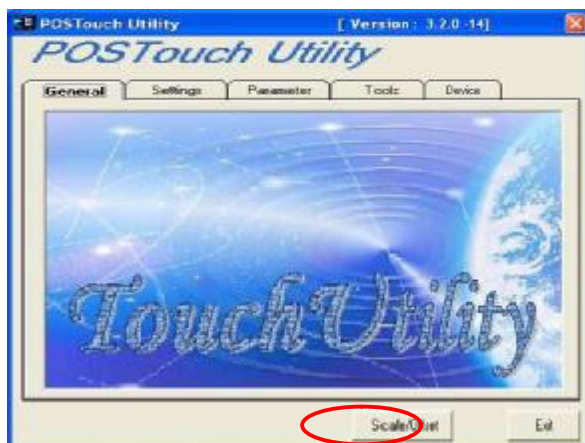 POSTouch Utility [ Version : 3.2.0 -14]
POSTouch Utility
General Settings Parameter Tools Device
TouchUtility
Exit